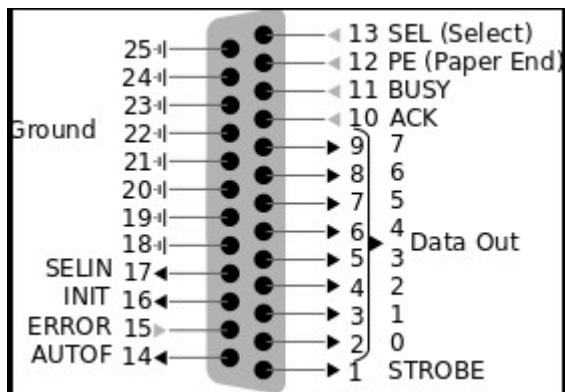 25 13 SEL (Select)
24 12 PE (Paper End)
23 11 BUSY
Ground 22 10 ACK
21 9 7
20 8 6
19 7 5
18 6 4
Data Out
SELIN 17 5 3
INIT 16 4 2
ERROR 15 3 1
AUTOF 14 2 0
1 STROBE